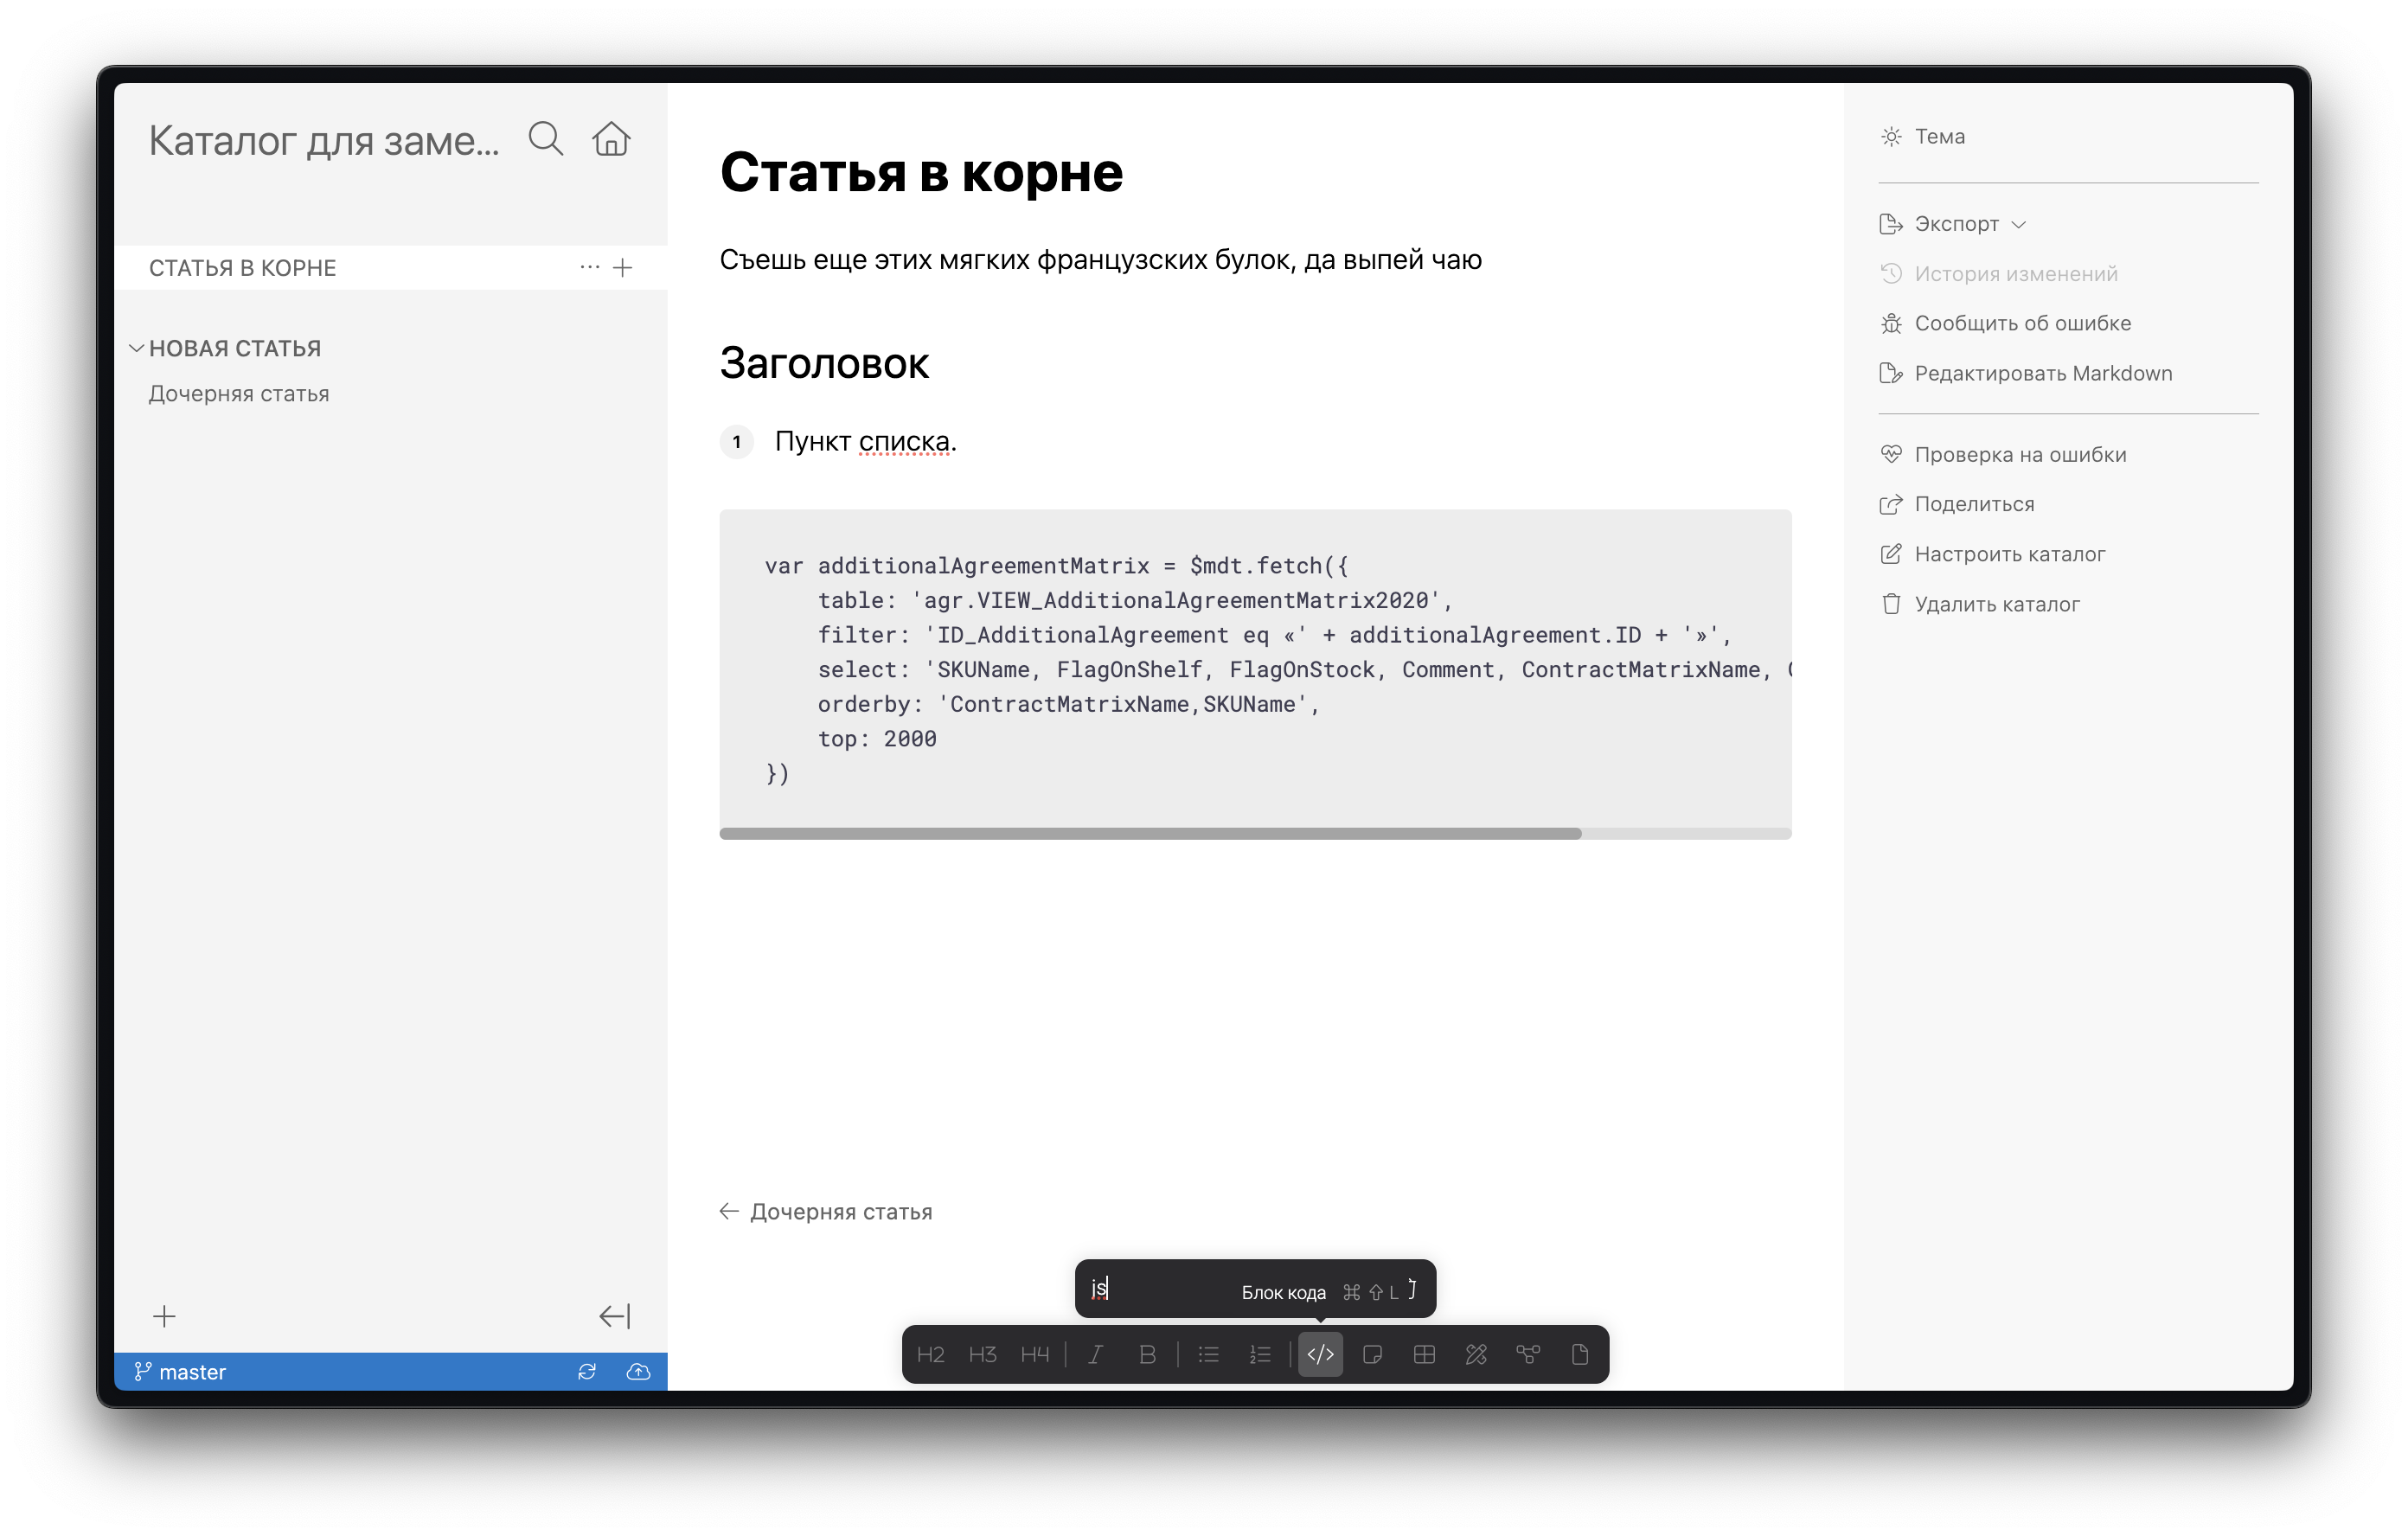 Каталог для заме...
СТАТЬЯ В КОРНЕ
НОВАЯ СТАТЬЯ
Дочерняя статья
master
Статья в корне
Съешь еще этих мягких французских булок, да выпей чаю
Заголовок
1 Пункт списка.
var additionalAgreementMatrix = $mdt.fetch({
    table: 'agr.VIEW_AdditionalAgreementMatrix2020',
    filter: 'ID_AdditionalAgreement eq «' + additionalAgreement.ID + '»',
    select: 'SKUName, FlagOnShelf, FlagOnStock, Comment, ContractMatrixName,
    orderby: 'ContractMatrixName,SKUName',
    top: 2000
})
← Дочерняя статья
js Блок кода ⌘ ⇧ L
H2 H3 H4 I B </>
Тема
Экспорт
История изменений
Сообщить об ошибке
Редактировать Markdown
Проверка на ошибки
Поделиться
Настроить каталог
Удалить каталог